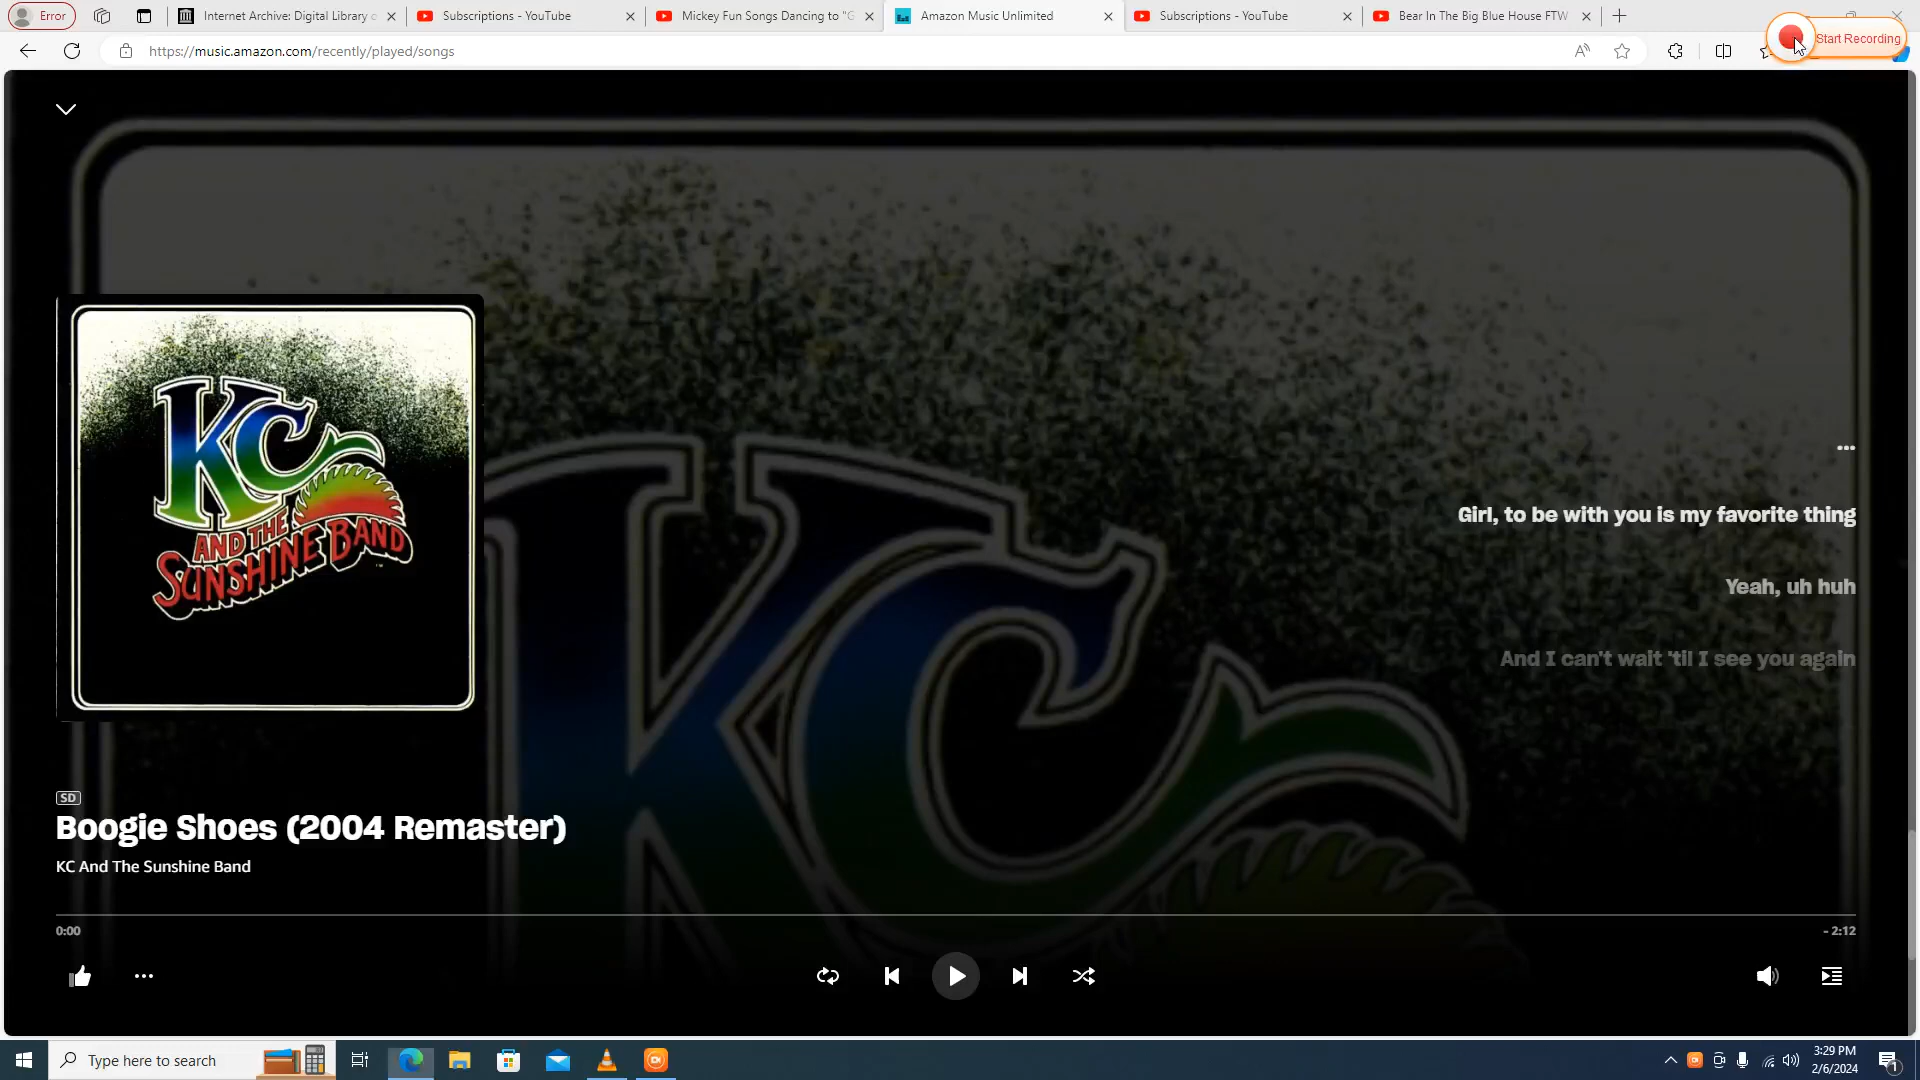 Error
Internet Archive: Digital Library o
Subscriptions - YouTube
Mickey Fun Songs Dancing to "G
Amazon Music Unlimited
Subscriptions - YouTube
Bear In The Big Blue House FTW
https://music.amazon.com/recently/played/songs
Start Recording
KC
AND THE
SUNSHINE BAND
KC
Girl, to be with you is my favorite thing
Yeah, uh huh
And I can't wait 'til I see you again
SD
Boogie Shoes (2004 Remaster)
KC And The Sunshine Band
0:00
- 2:12
Type here to search
3:29 PM
2/6/2024
1